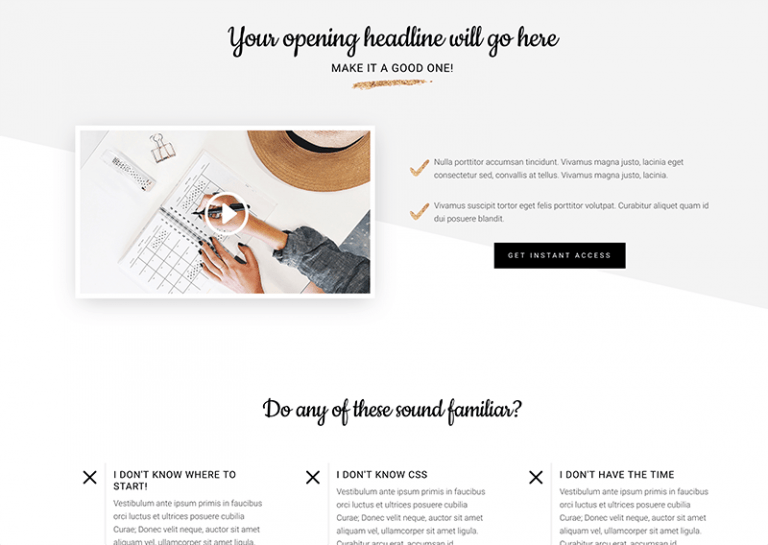 Your opening headline will go here
MAKE IT A GOOD ONE!
Nulla porttitor accumsan tincidunt. Vivamus magna justo, lacinia eget
consectetur sed, convallis at tellus. Vivamus magna justo, lacinia.
Vivamus suscipit tortor eget felis porttitor volutpat. Curabitur aliquet quam id
dui posuere blandit.
GET INSTANT ACCESS
Do any of these sound familiar?
I DON'T KNOW WHERE TO
START!
Vestibulum ante ipsum primis in faucibus
orci luctus et ultrices posuere cubilia
Curae; Donec velit neque, auctor sit amet
aliquam vel, ullamcorper sit amet ligula.
I DON'T KNOW CSS
Vestibulum ante ipsum primis in faucibus
orci luctus et ultrices posuere cubilia
Curae; Donec velit neque, auctor sit amet
aliquam vel, ullamcorper sit amet ligula.
Curabitur arcu erat, accumsan id
I DON'T HAVE THE TIME
Vestibulum ante ipsum primis in faucibus
orci luctus et ultrices posuere cubilia
Curae; Donec velit neque, auctor sit amet
aliquam vel, ullamcorper sit amet ligula.
Curabitur arcu erat, accumsan id